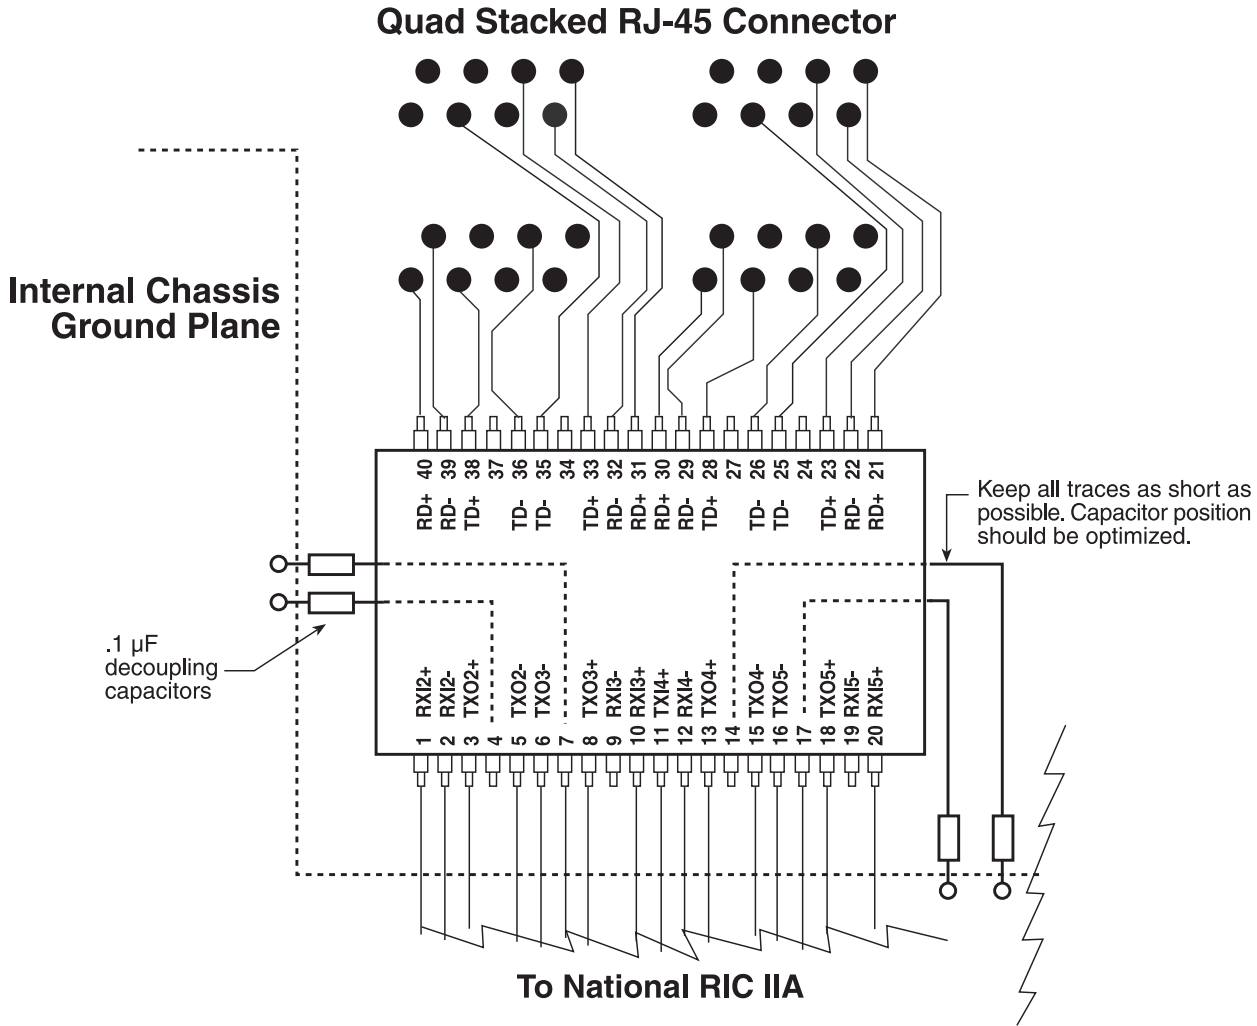 Quad Stacked RJ-45 Connector
Internal Chassis
Ground Plane
40 39 38 37 36 35 34 33 32 31 30 29 28 27 26 25 24 23 22 21
RD+ RD- TD+ TD- TD- TD+ RD- RD+ RD+ RD- TD+ TD- TD- TD+ RD- RD+
Keep all traces as short as
possible. Capacitor position
should be optimized.
.1 µF
decoupling
capacitors
RXI2+ RXI2- TXO2+ TXO2- TXO3- TXO3+ RXI3- RXI3+ TXI4+ RXI4- TXO4+ TXO4- TXO5- TXO5+ RXI5- RXI5+
1 2 3 4 5 6 7 8 9 10 11 12 13 14 15 16 17 18 19 20
To National RIC IIA